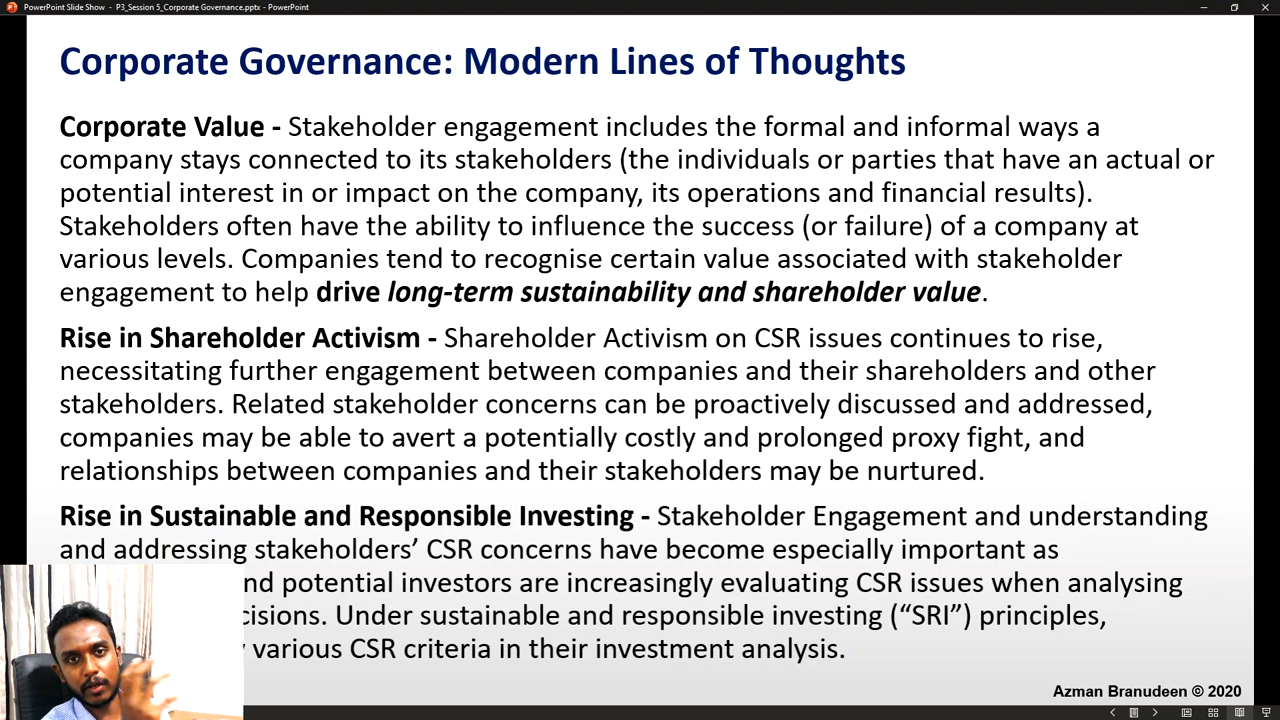 PowerPoint Slide Show - P3_Session 5_Corporate Governance.pptx - PowerPoint
Corporate Governance: Modern Lines of Thoughts
Corporate Value - Stakeholder engagement includes the formal and informal ways a
company stays connected to its stakeholders (the individuals or parties that have an actual or
potential interest in or impact on the company, its operations and financial results).
Stakeholders often have the ability to influence the success (or failure) of a company at
various levels. Companies tend to recognise certain value associated with stakeholder
engagement to help drive long-term sustainability and shareholder value.
Rise in Shareholder Activism - Shareholder Activism on CSR issues continues to rise,
necessitating further engagement between companies and their shareholders and other
stakeholders. Related stakeholder concerns can be proactively discussed and addressed,
companies may be able to avert a potentially costly and prolonged proxy fight, and
relationships between companies and their stakeholders may be nurtured.
Rise in Sustainable and Responsible Investing - Stakeholder Engagement and understanding
and addressing stakeholders’ CSR concerns have become especially important as
potential investors are increasingly evaluating CSR issues when analysing
Under sustainable and responsible investing (“SRI”) principles,
various CSR criteria in their investment analysis.
Azman Branudeen © 2020